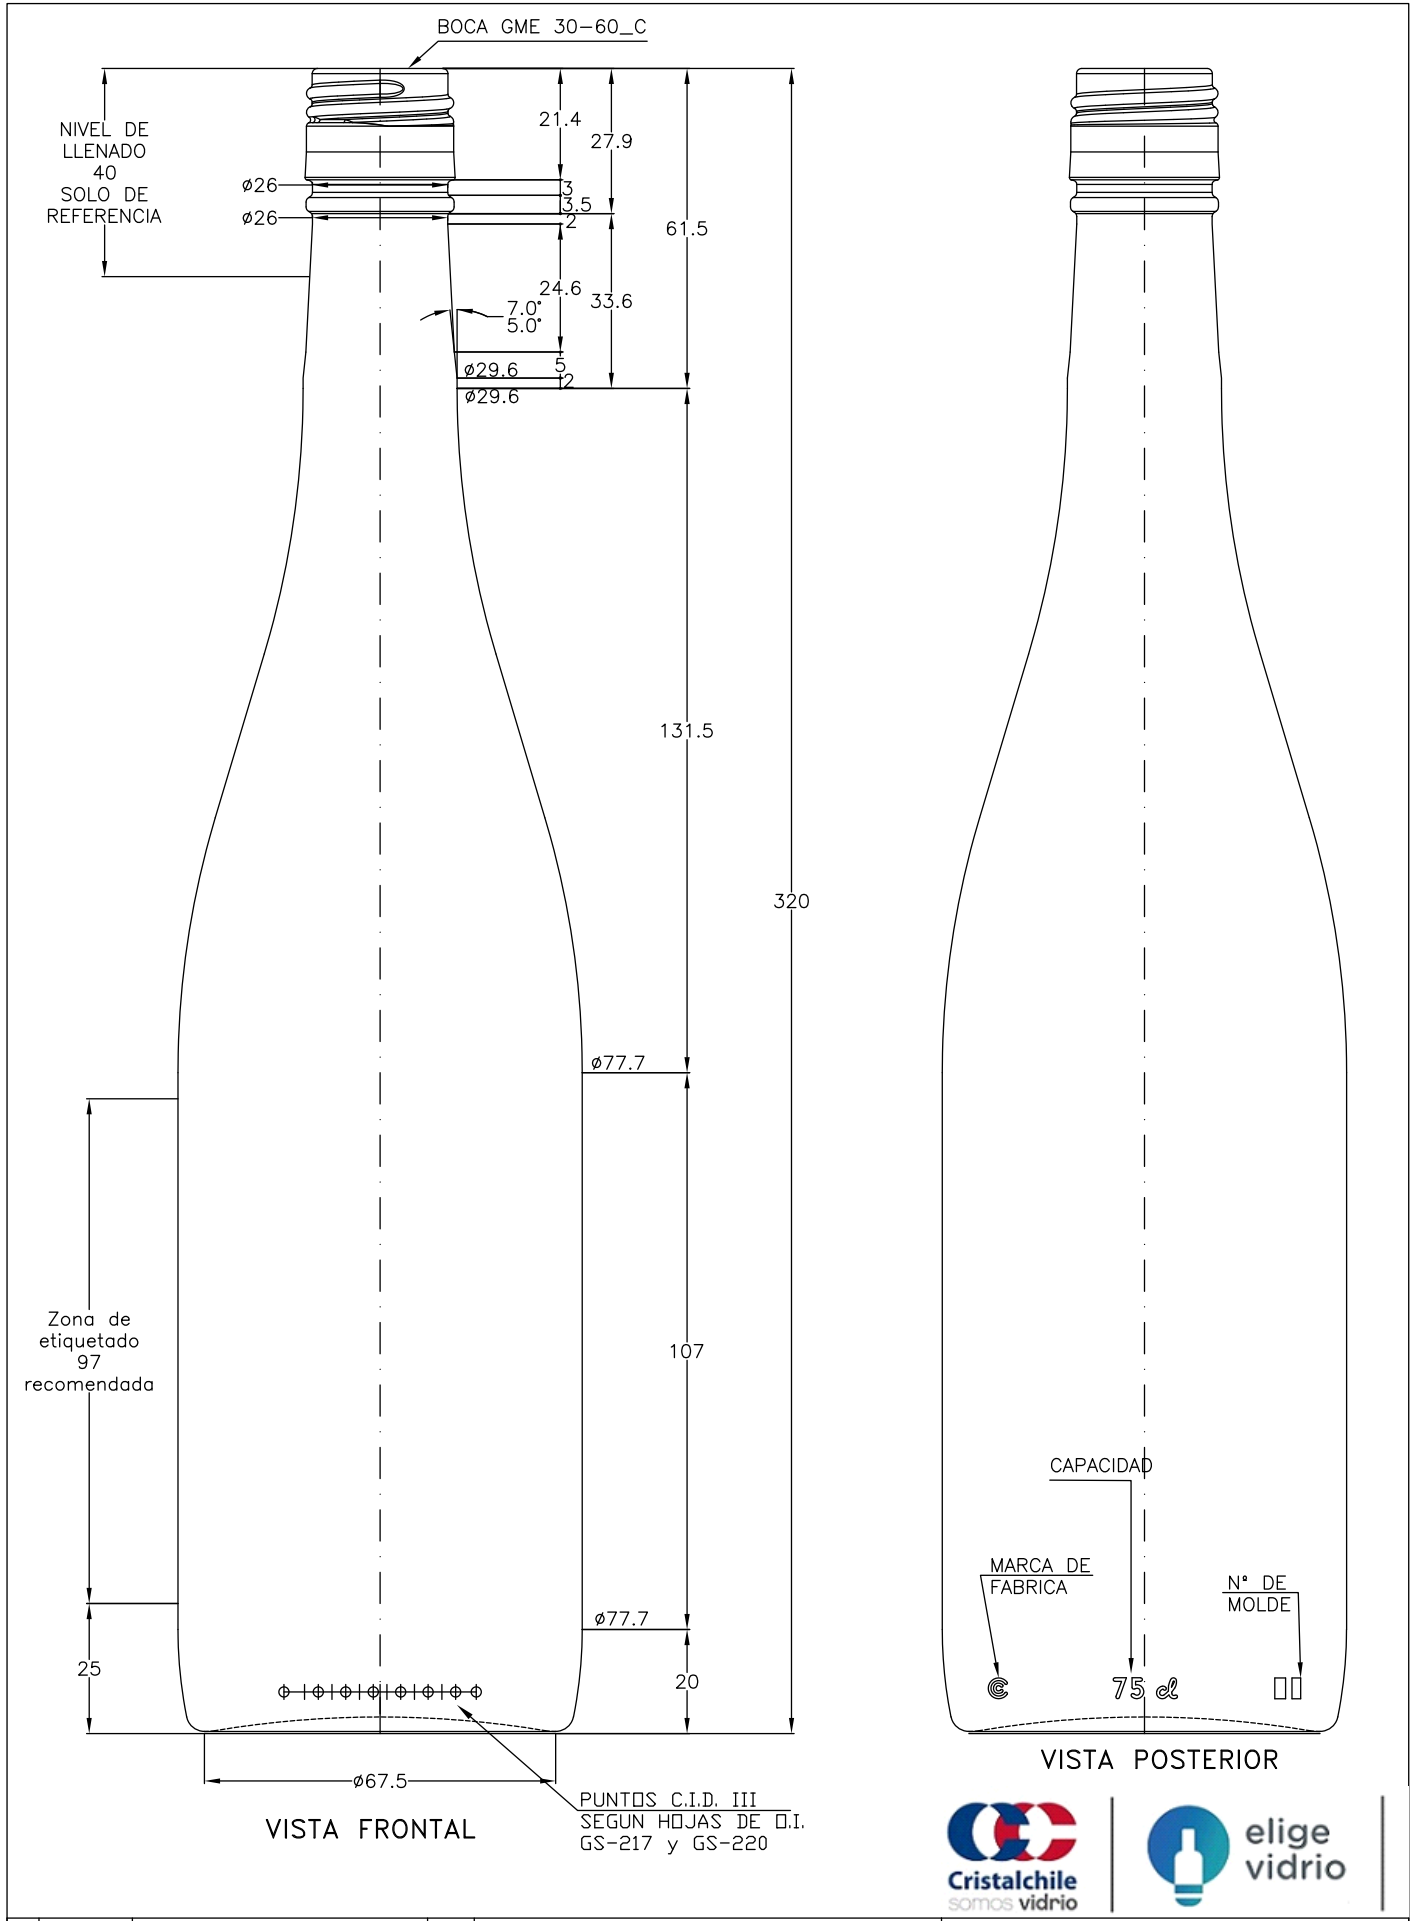 BOCA GME 30-60_C
NIVEL DE
LLENADO
40
SOLO DE
REFERENCIA
21.4
27.9
ø26
3
3.5
ø26
2
61.5
24.6
33.6
7.0°
5.0°
5
ø29.6
2
ø29.6
131.5
320
ø77.7
Zona de
etiquetado
97
recomendada
107
ø77.7
25
20
ø67.5
PUNTOS C.I.D. III
SEGUN HOJAS DE O.I.
GS-217 y GS-220
VISTA FRONTAL
CAPACIDAD
MARCA DE
FABRICA
Nº DE
MOLDE
75 cl
VISTA POSTERIOR
Cristalchile
somos vidrio
elige
vidrio